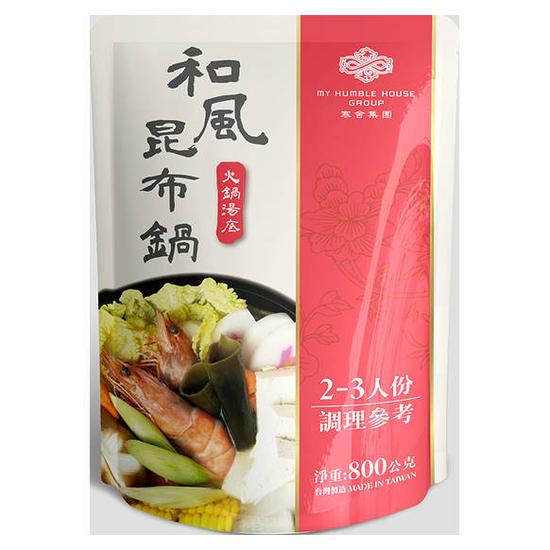 和風
昆布鍋
火鍋湯底
MY HUMBLE HOUSE
GROUP
寒舍集團
2-3人份
調理參考
淨重:800公克
台灣製造 MADE IN TAIWAN